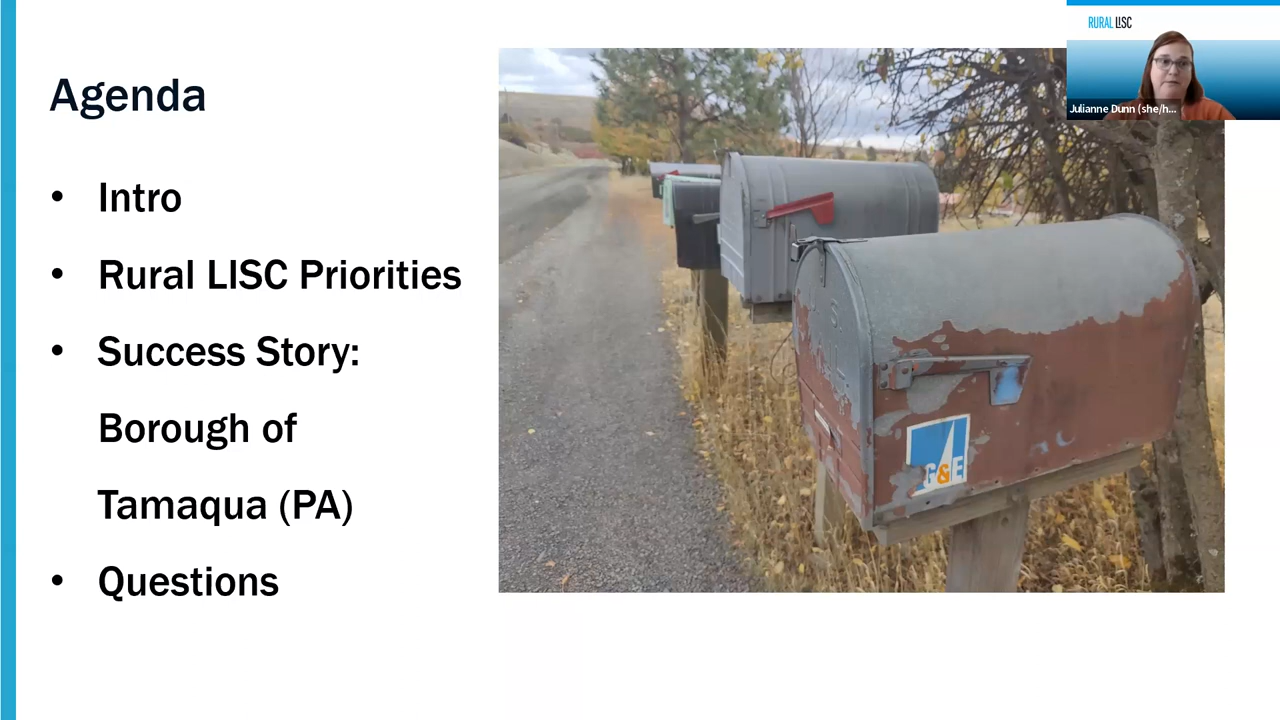 Agenda
• Intro
• Rural LISC Priorities
• Success Story:
Borough of
Tamaqua (PA)
• Questions
RURAL LISC
Julianne Dunn (she/h...
G&E